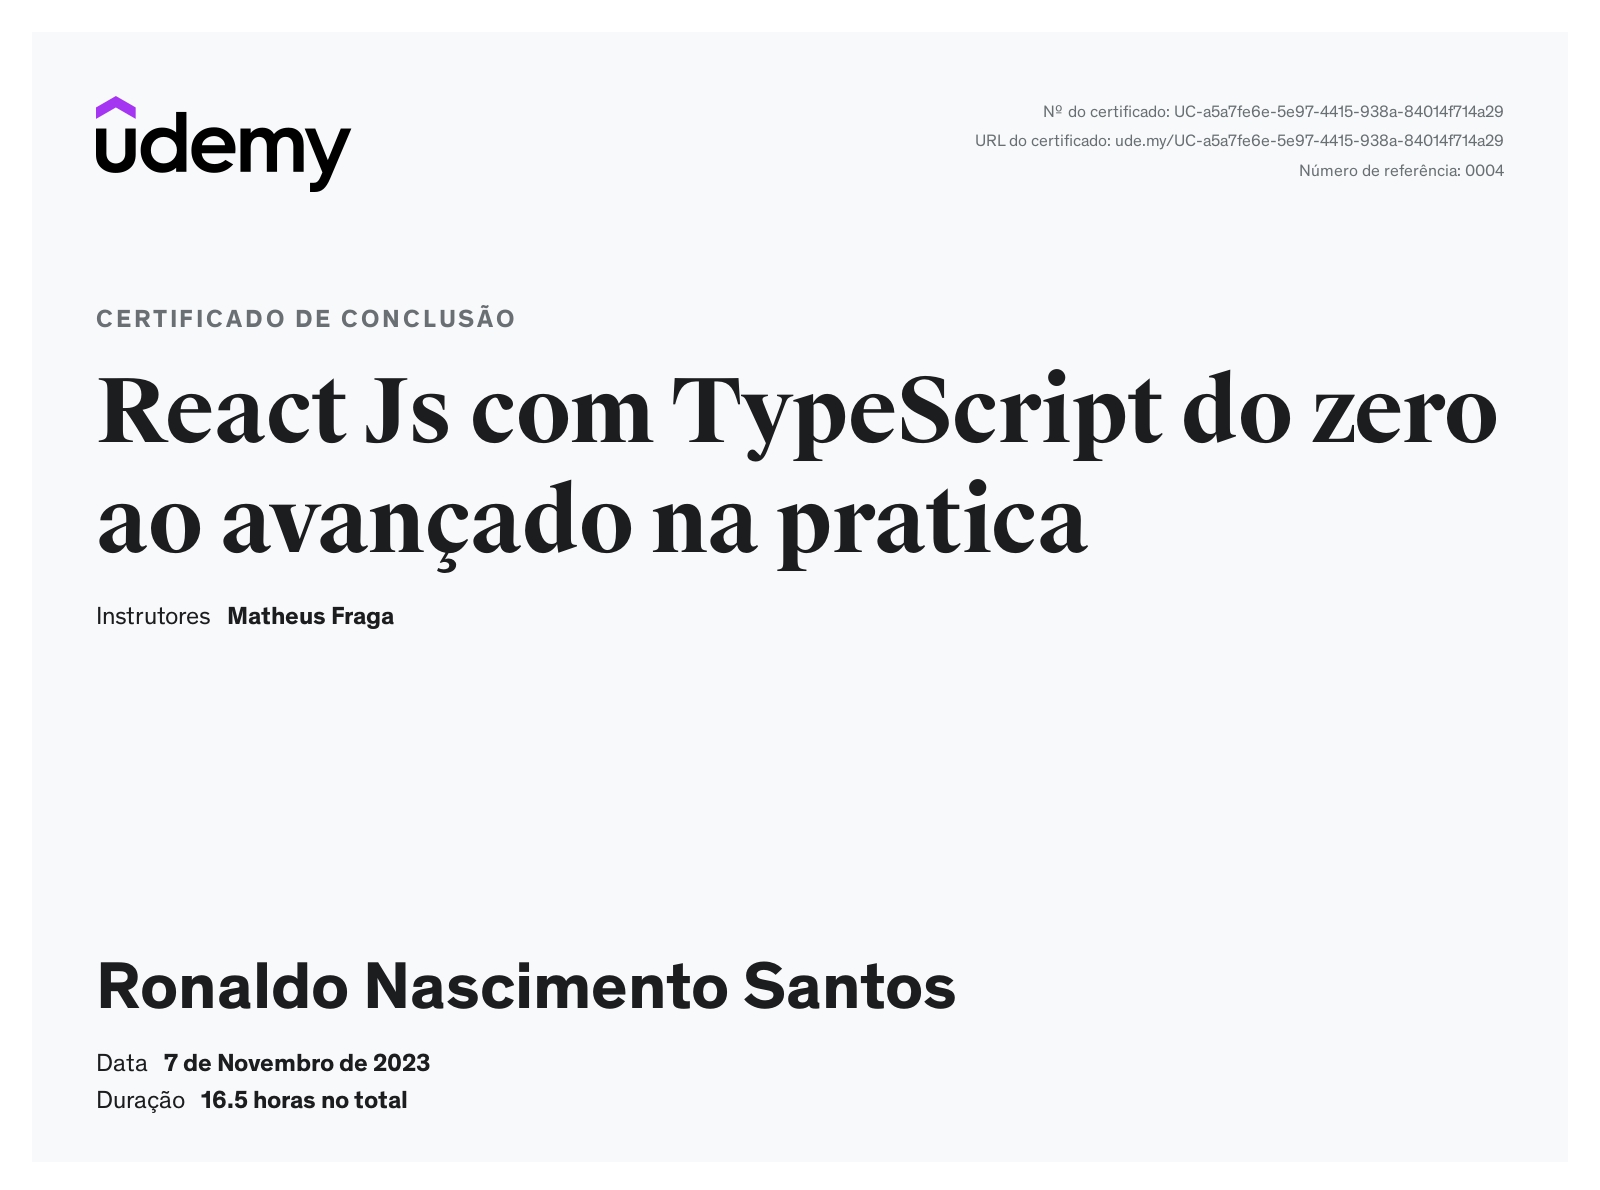 udemy
Nº do certificado: UC-a5a7fe6e-5e97-4415-938a-84014f714a29
URL do certificado: ude.my/UC-a5a7fe6e-5e97-4415-938a-84014f714a29
Número de referência: 0004
CERTIFICADO DE CONCLUSÃO
React Js com TypeScript do zero
ao avançado na pratica
Instrutores Matheus Fraga
Ronaldo Nascimento Santos
Data 7 de Novembro de 2023
Duração 16.5 horas no total